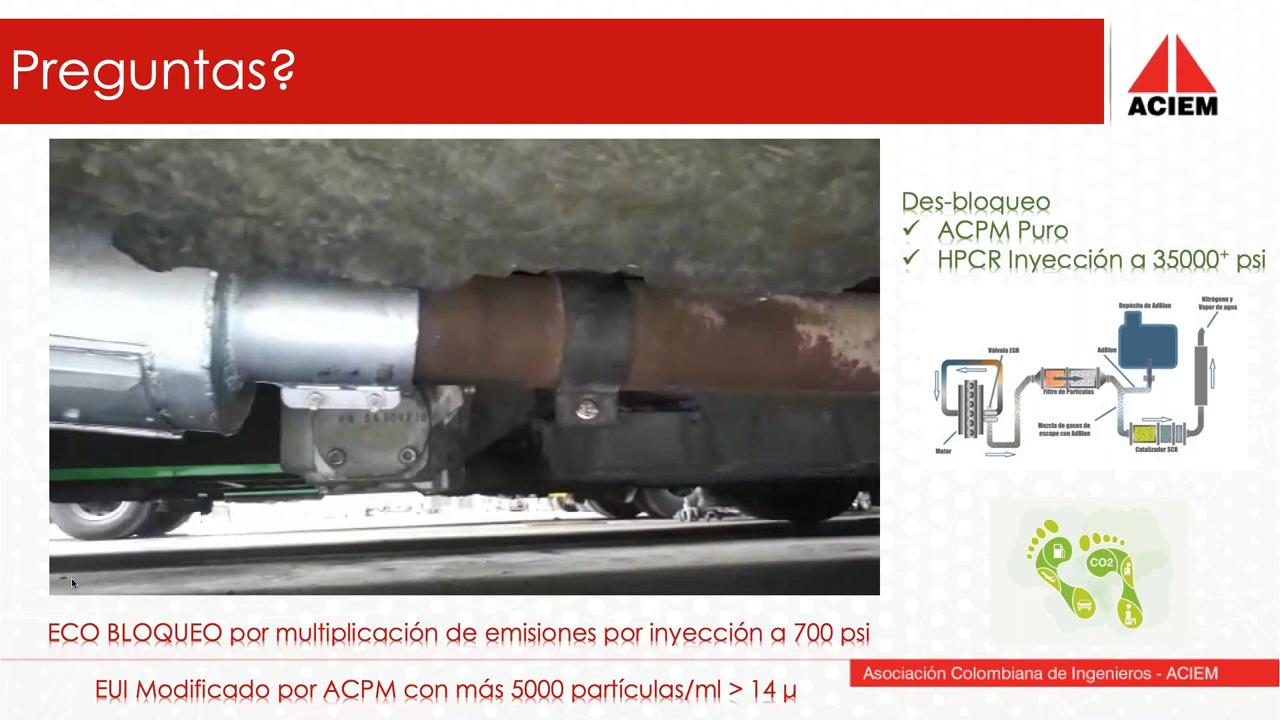 Preguntas?
ACIEM
Des-bloqueo
✓ ACPM Puro
✓ HPCR Inyección a 35000⁺ psi
Depósito de AdBlue
Nitrógeno y
Vapor de agua
Válvula EGR
AdBlue
Filtro de Partículas
Mezcla de gases de
escape con AdBlue
Motor
Catalizador SCR
CO2
ECO BLOQUEO por multiplicación de emisiones por inyección a 700 psi
Asociación Colombiana de Ingenieros - ACIEM
EUI Modificado por ACPM con más 5000 partículas/ml > 14 µ